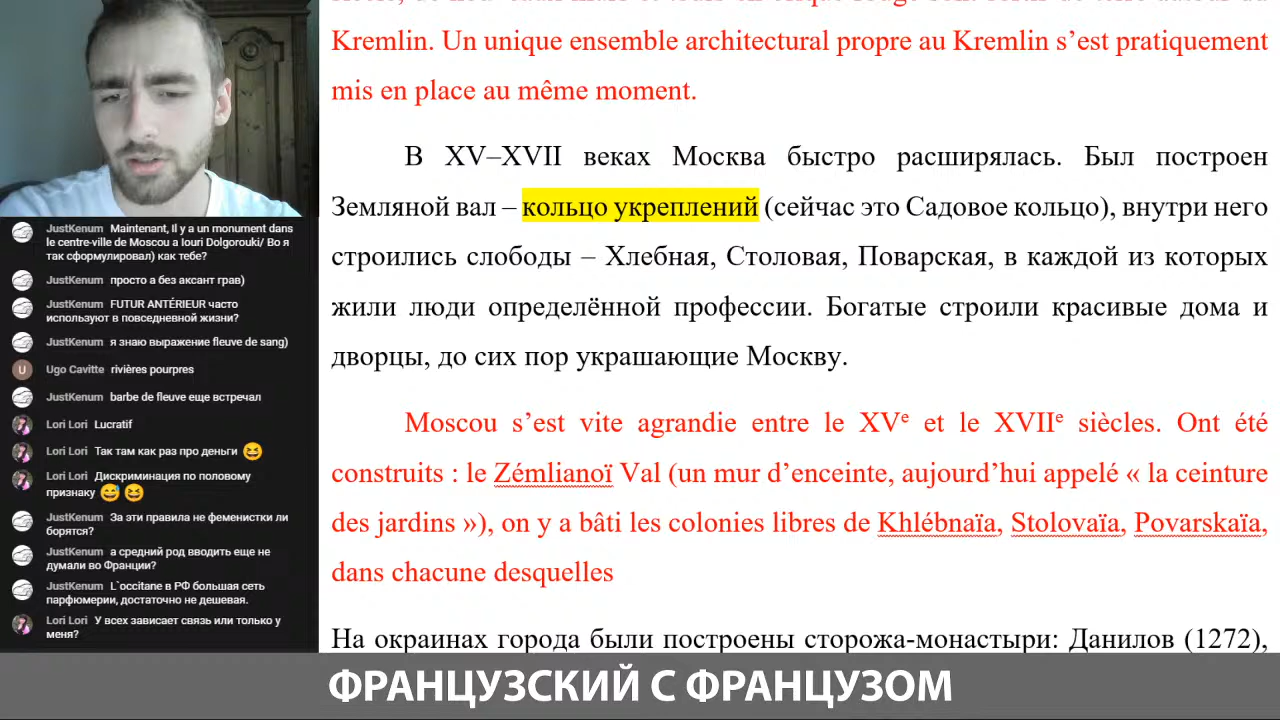 Kremlin. Un unique ensemble architectural propre au Kremlin s’est pratiquement
mis en place au même moment.
В XV–XVII веках Москва быстро расширялась. Был построен
Земляной вал – кольцо укреплений (сейчас это Садовое кольцо), внутри него
строились слободы – Хлебная, Столовая, Поварская, в каждой из которых
жили люди определённой профессии. Богатые строили красивые дома и
дворцы, до сих пор украшающие Москву.
Moscou s’est vite agrandie entre le XVᵉ et le XVIIᵉ siècles. Ont été
construits : le Zémlianoï Val (un mur d’enceinte, aujourd’hui appelé « la ceinture
des jardins »), on y a bâti les colonies libres de Khlébnaïa, Stolovaïa, Povarskaïa,
dans chacune desquelles
На окраинах города были построены сторожа-монастыри: Данилов (1272),
JustKenum Maintenant, Il y a un monument dans
le centre-ville de Moscou a Iouri Dolgorouki/ Во я
так сформулировал) как тебе?
JustKenum просто а без аксант грав)
JustKenum FUTUR ANTÉRIEUR часто
используют в повседневной жизни?
JustKenum я знаю выражение fleuve de sang)
U Ugo Cavitte rivières pourpres
JustKenum barbe de fleuve еще встречал
Lori Lori Lucratif
Lori Lori Так там как раз про деньги 😆
Lori Lori Дискриминация по половому
признаку 😅 😆
JustKenum За эти правила не феменистки ли
борятся?
JustKenum а средний род вводить еще не
думали во Франции?
JustKenum L`occitane в РФ большая сеть
парфюмерии, достаточно не дешевая.
Lori Lori У всех зависает связь или только у
меня?
ФРАНЦУЗСКИЙ С ФРАНЦУЗОМ